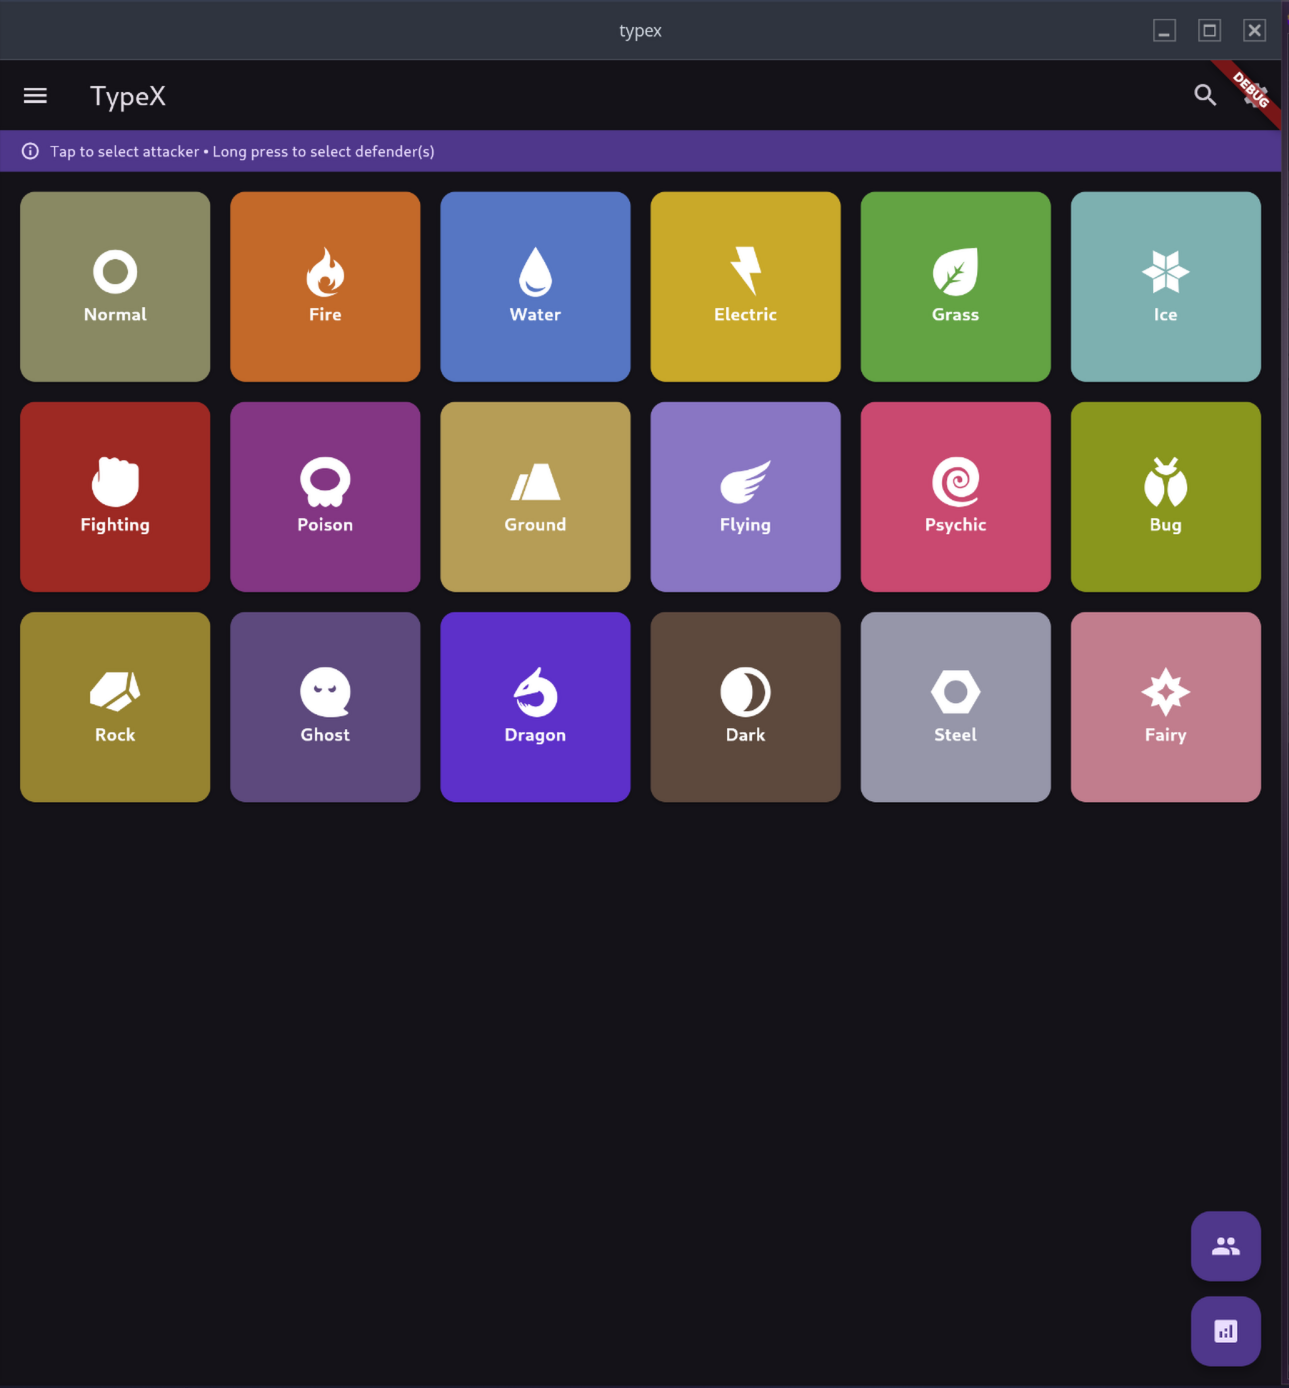 typex
TypeX
DEBUG
Tap to select attacker • Long press to select defender(s)
Normal
Fire
Water
Electric
Grass
Ice
Fighting
Poison
Ground
Flying
Psychic
Bug
Rock
Ghost
Dragon
Dark
Steel
Fairy